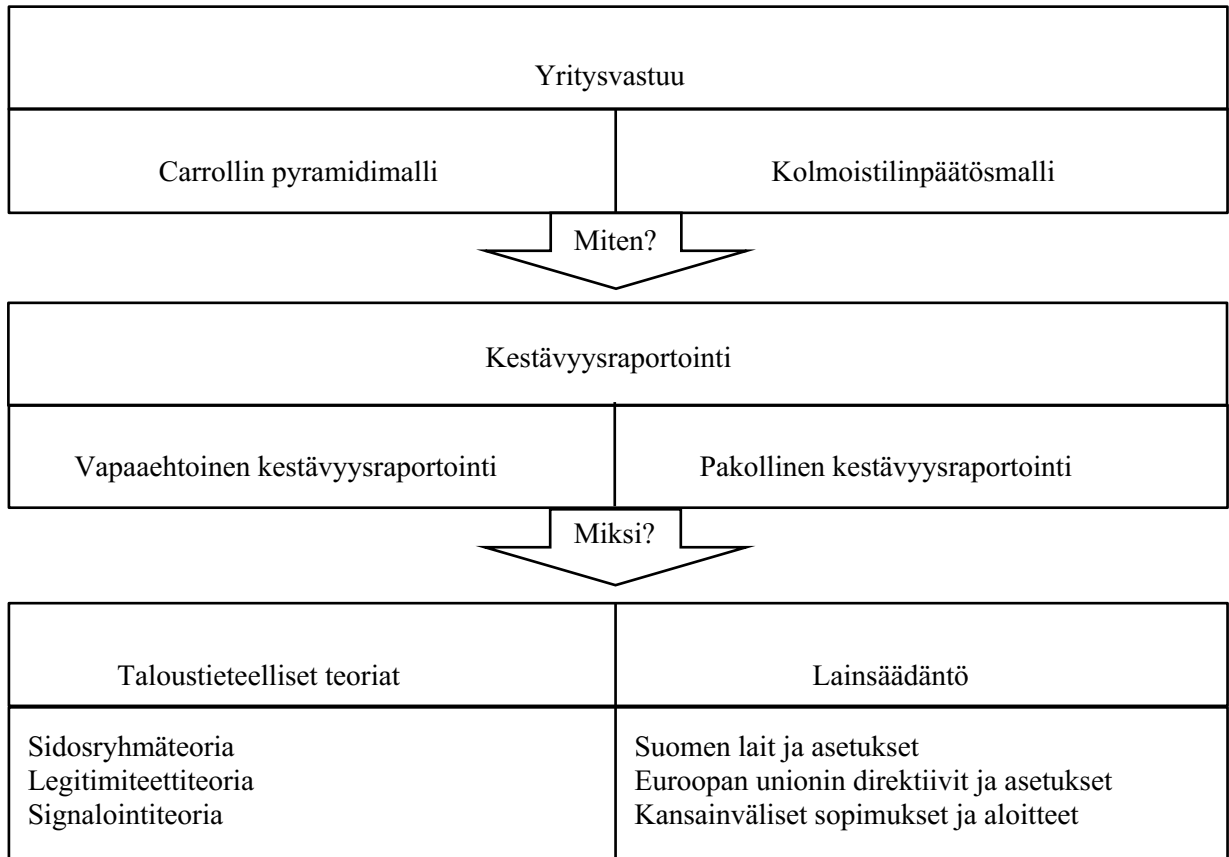 Yritysvastuu
Carrollin pyramidimalli
Kolmoistilinpäätösmalli
Miten?
Kestävyysraportointi
Vapaaehtoinen kestävyysraportointi
Pakollinen kestävyysraportointi
Miksi?
Taloustieteelliset teoriat
Lainsäädäntö
Sidosryhmäteoria
Legitimiteettiteoria
Signalointiteoria
Suomen lait ja asetukset
Euroopan unionin direktiivit ja asetukset
Kansainväliset sopimukset ja aloitteet